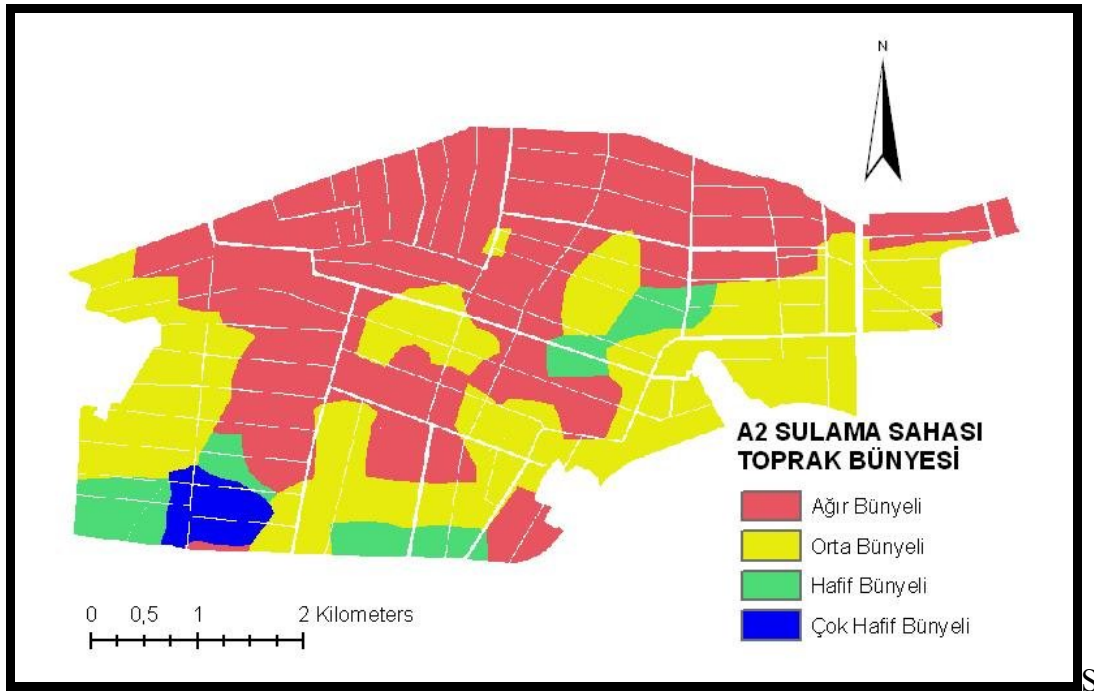 N
A2 SULAMA SAHASI
TOPRAK BÜNYESİ
Ağır Bünyeli
Orta Bünyeli
Hafif Bünyeli
Çok Hafif Bünyeli
0 0,5 1 2 Kilometers
S